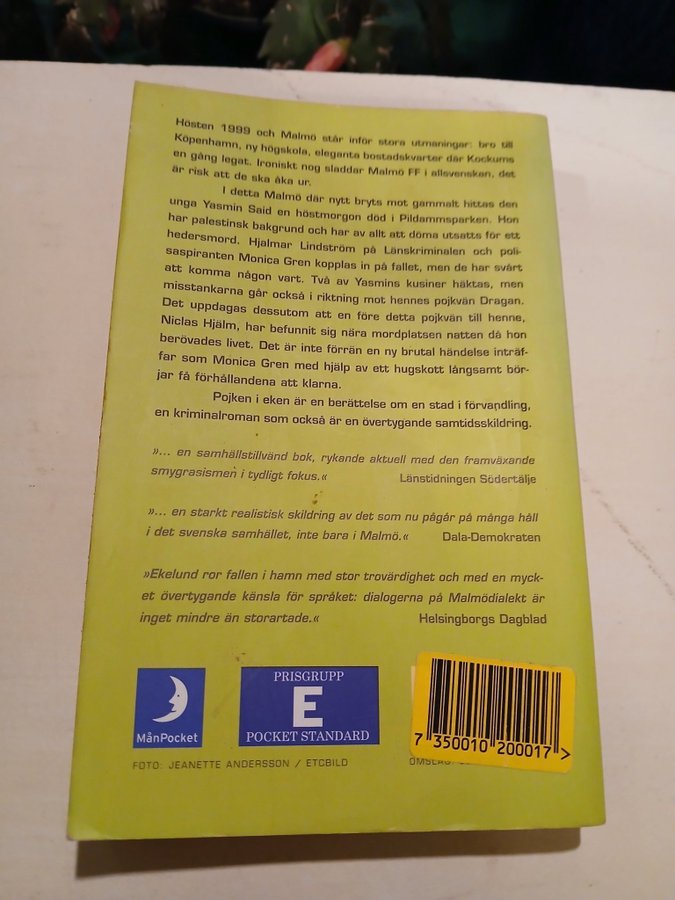 Hösten 1999 och Malmö står inför stora utmaningar: bro till
Köpenhamn, ny högskola, eleganta bostadskvarter där Kockums
en gång legat. Ironiskt nog sladdar Malmö FF i allsvenskan, det
är risk att de ska åka ur.
I detta Malmö där nytt bryts mot gammalt hittas den
unga Yasmin Said en höstmorgon död i Pildammsparken. Hon
har palestinsk bakgrund och har av allt att döma utsatts för ett
hedersmord. Hjalmar Lindström på Länskriminalen och poli-
saspiranten Monica Gren kopplas in på fallet, men de har svårt
att komma någon vart. Två av Yasmins kusiner häktas, men
misstankarna går också i riktning mot hennes pojkvän Dragan.
Det uppdagas dessutom att en före detta pojkvän till henne,
Niclas Hjälm, har befunnit sig nära mordplatsen natten då hon
berövades livet. Det är inte förrän en ny brutal händelse inträf-
far som Monica Gren med hjälp av ett hugskott långsamt bör-
jar få förhållandena att klarna.
Pojken i eken är en berättelse om en stad i förvandling,
en kriminalroman som också är en övertygande samtidsskildring.
»... en samhällstillvänd bok, rykande aktuell med den framväxande
smygrasismen i tydligt fokus.« Länstidningen Södertälje
»... en starkt realistisk skildring av det som nu pågår på många håll
i det svenska samhället, inte bara i Malmö.« Dala-Demokraten
»Ekelund ror fallen i hamn med stor trovärdighet och med en myck-
et övertygande känsla för språket: dialogerna på Malmödialekt är
inget mindre än storartade.« Helsingborgs Dagblad
MånPocket
PRISGRUPP
E
POCKET STANDARD
7 350010 200017 >
FOTO: JEANETTE ANDERSSON / ETCBILD